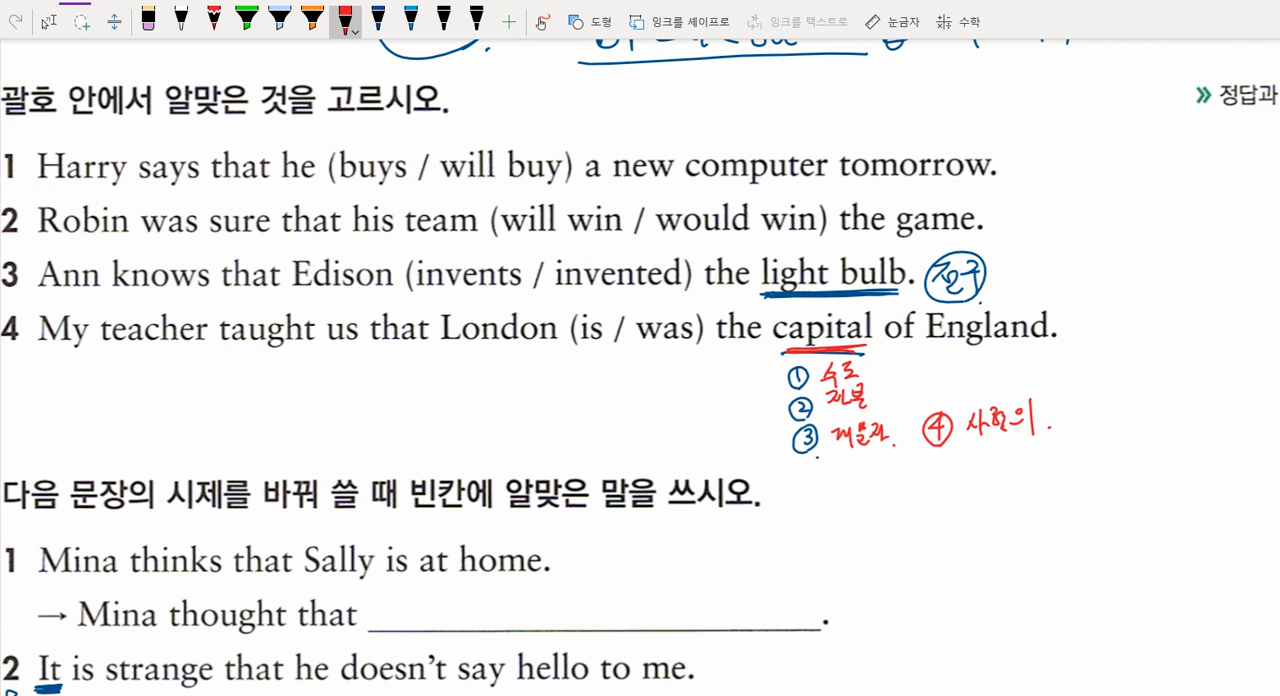 도형 잉크를 셰이프로 잉크를 텍스트로 눈금자 수학
괄호 안에서 알맞은 것을 고르시오. » 정답과
1 Harry says that he (buys / will buy) a new computer tomorrow.
2 Robin was sure that his team (will win / would win) the game.
3 Ann knows that Edison (invents / invented) the light bulb. 전구
4 My teacher taught us that London (is / was) the capital of England.
① 수도
② 자본
③ ④
다음 문장의 시제를 바꿔 쓸 때 빈칸에 알맞은 말을 쓰시오.
1 Mina thinks that Sally is at home.
→ Mina thought that ______________________.
2 It is strange that he doesn't say hello to me.